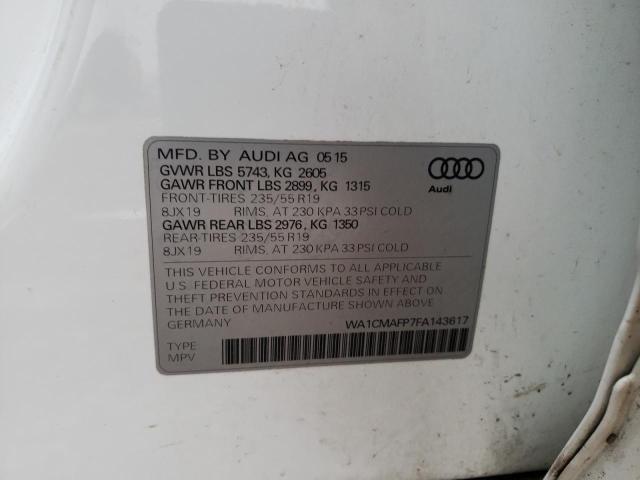 MFD. BY AUDI AG 05 15
GVWR LBS 5743, KG 2605
GAWR FRONT LBS 2899, KG 1315
FRONT-TIRES 235/55 R19
8JX19 RIMS, AT 230 KPA 33 PSI COLD
GAWR REAR LBS 2976, KG 1350
REAR-TIRES 235/55 R19
8JX19 RIMS, AT 230 KPA 33 PSI COLD
Audi
THIS VEHICLE CONFORMS TO ALL APPLICABLE
U.S. FEDERAL MOTOR VEHICLE SAFETY AND
THEFT PREVENTION STANDARDS IN EFFECT ON
THE DATE OF MANUFACTURE SHOWN ABOVE.
GERMANY WA1CMAFP7FA143617
TYPE
MPV